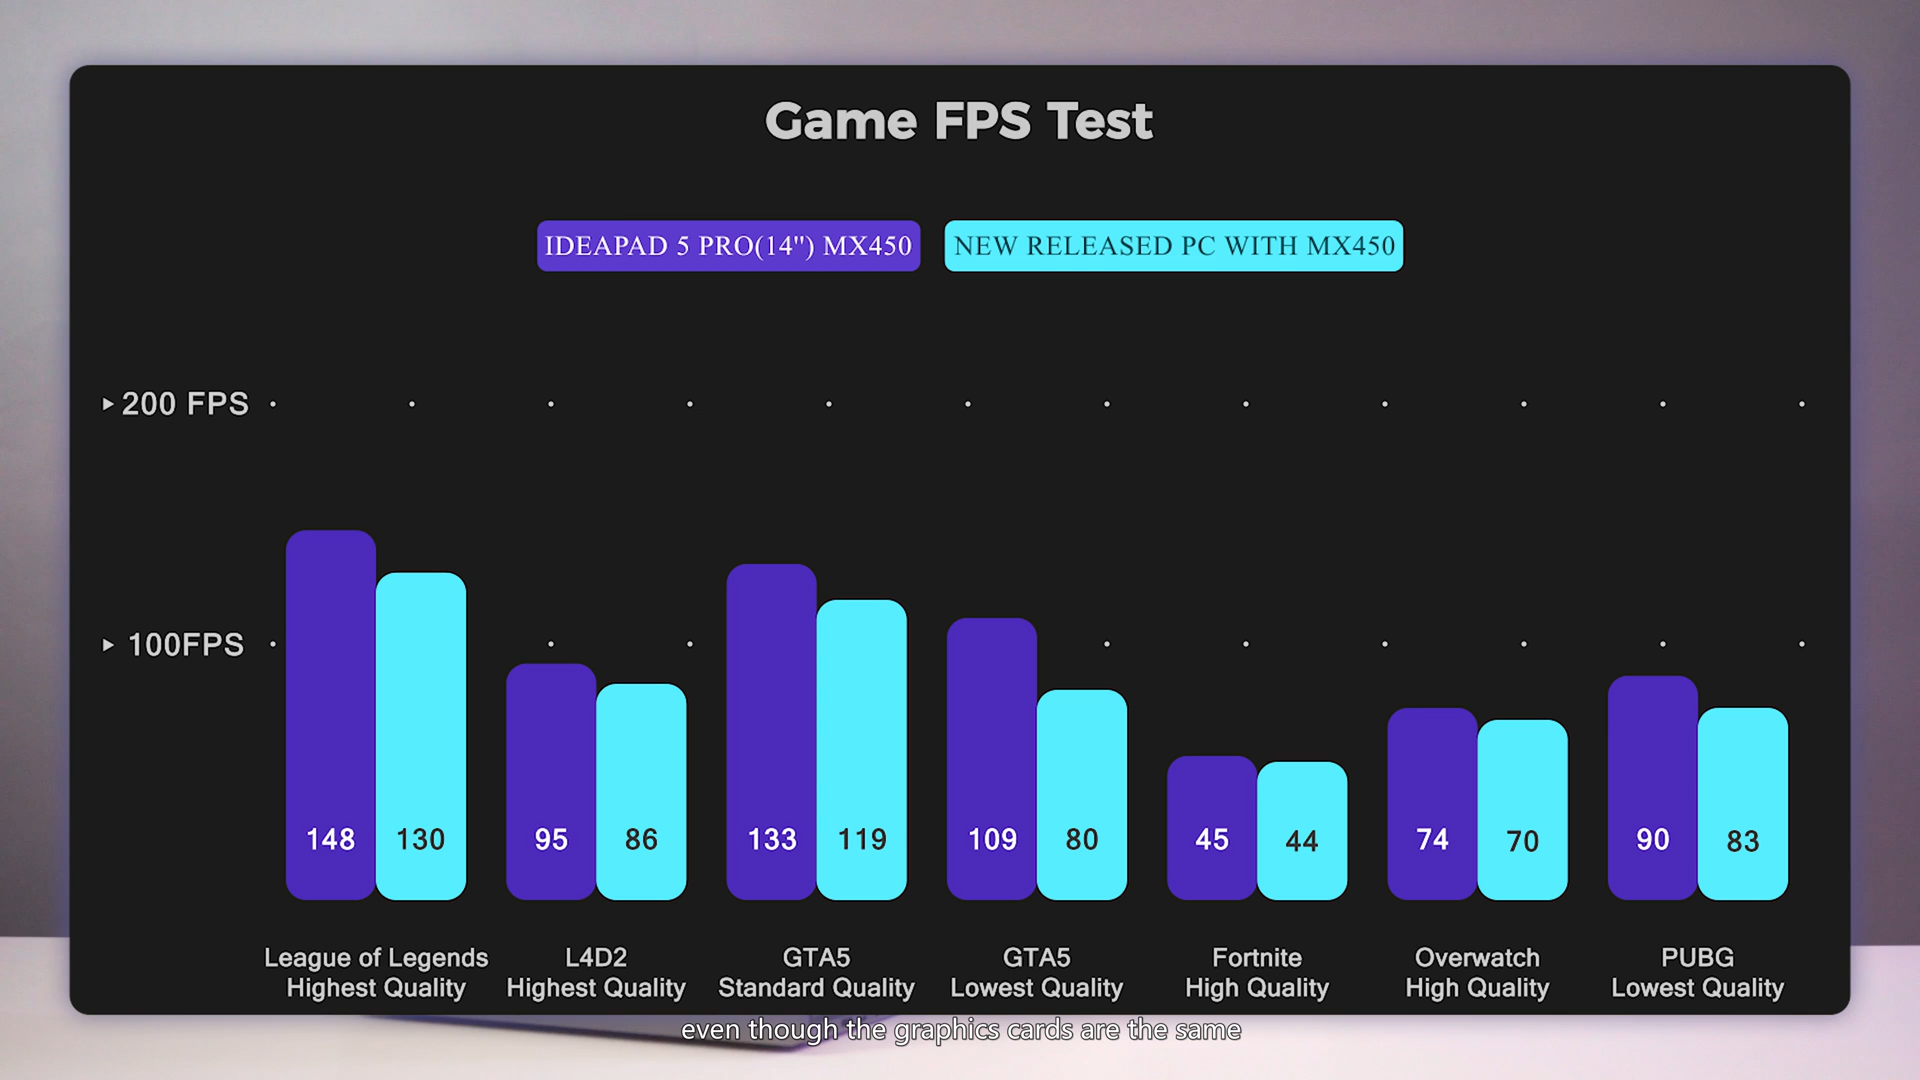 Game FPS Test
IDEAPAD 5 PRO(14") MX450
NEW RELEASED PC WITH MX450
200 FPS
100FPS
148 130 95 86 133 119 109 80 45 44 74 70 90 83
League of Legends
Highest Quality
L4D2
Highest Quality
GTA5
Standard Quality
GTA5
Lowest Quality
Fortnite
High Quality
Overwatch
High Quality
PUBG
Lowest Quality
even though the graphics cards are the same